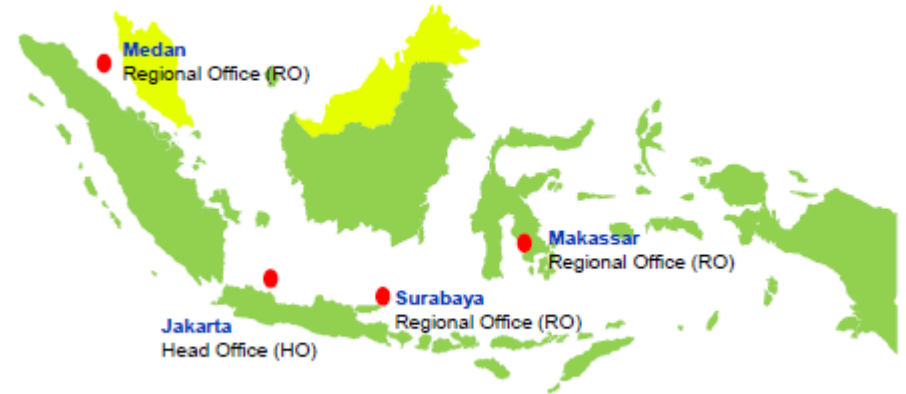 Medan
Regional Office (RO)
Makassar
Regional Office (RO)
Surabaya
Regional Office (RO)
Jakarta
Head Office (HO)